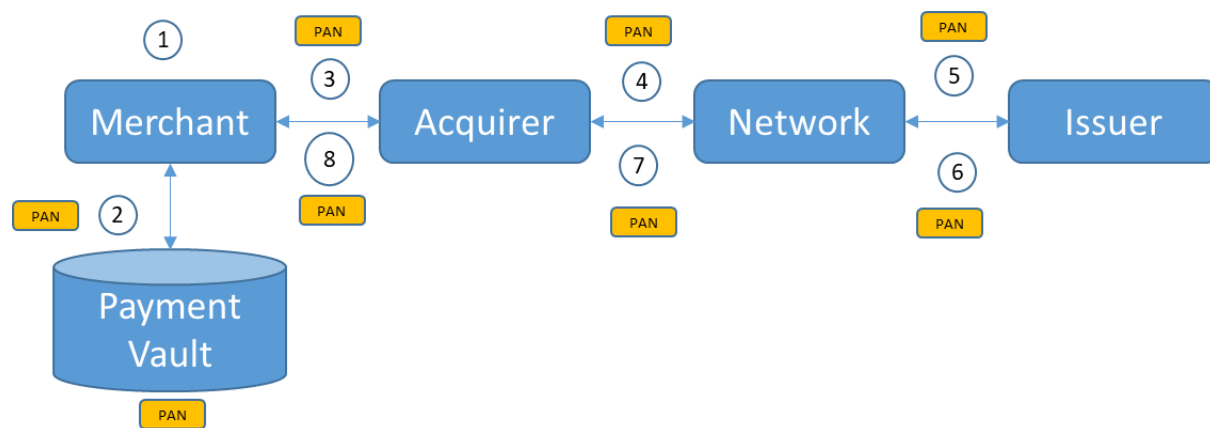 PAN
PAN
PAN
1
3
4
5
Merchant
Acquirer
Network
Issuer
8
7
6
PAN
2
PAN
PAN
PAN
Payment
Vault
PAN